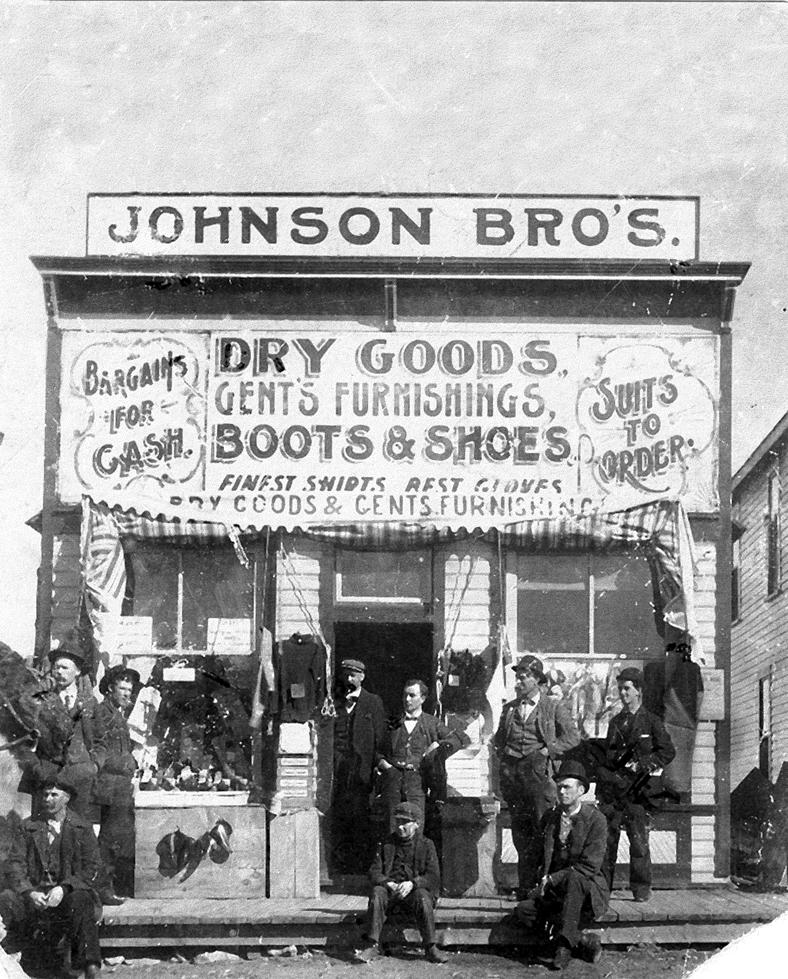 JOHNSON BRO'S.
BARGAINS
FOR
CASH.
DRY GOODS,
GENT'S FURNISHINGS,
BOOTS & SHOES,
FINEST SHIRTS BEST GLOVES
SUITS
TO
ORDER.
DRY GOODS & GENTS. FURNISHING